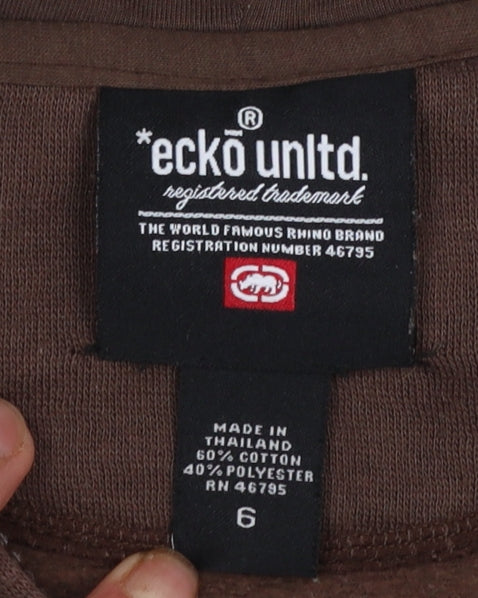 ®
*eckō unltd.
registered trademark
THE WORLD FAMOUS RHINO BRAND
REGISTRATION NUMBER 46795
MADE IN
THAILAND
60% COTTON
40% POLYESTER
RN 46795
6